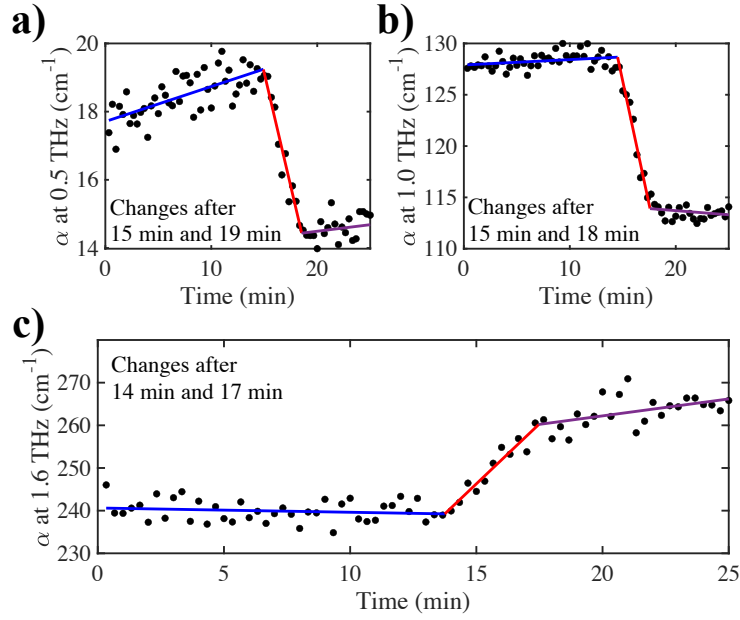 a)
20
18
16
14
α at 0.5 THz (cm⁻¹)
Changes after
15 min and 19 min
0 10 20
Time (min)
b)
130
125
120
115
110
α at 1.0 THz (cm⁻¹)
Changes after
15 min and 18 min
0 10 20
Time (min)
c)
270
260
250
240
230
α at 1.6 THz (cm⁻¹)
Changes after
14 min and 17 min
0 5 10 15 20 25
Time (min)